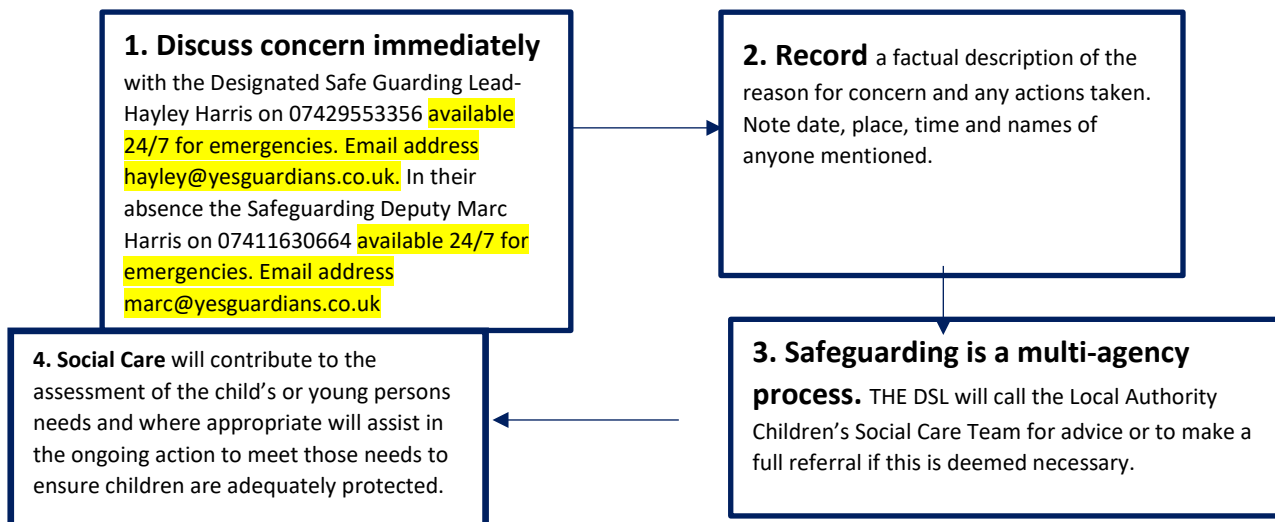 1. Discuss concern immediately
with the Designated Safe Guarding Lead-
Hayley Harris on 07429553356 available
24/7 for emergencies. Email address
hayley@yesguardians.co.uk. In their
absence the Safeguarding Deputy Marc
Harris on 07411630664 available 24/7 for
emergencies. Email address
marc@yesguardians.co.uk
2. Record a factual description of the
reason for concern and any actions taken.
Note date, place, time and names of
anyone mentioned.
3. Safeguarding is a multi-agency
process. THE DSL will call the Local Authority
Children’s Social Care Team for advice or to make a
full referral if this is deemed necessary.
4. Social Care will contribute to the
assessment of the child’s or young persons
needs and where appropriate will assist in
the ongoing action to meet those needs to
ensure children are adequately protected.